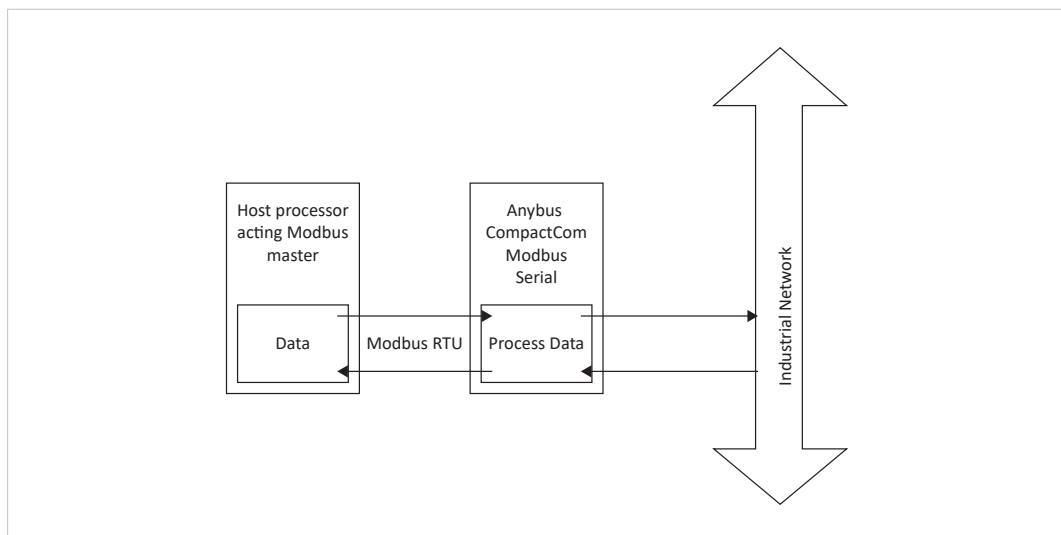 Host processor
acting Modbus
master
Data
Modbus RTU
Anybus
CompactCom
Modbus
Serial
Process Data
Industrial Network